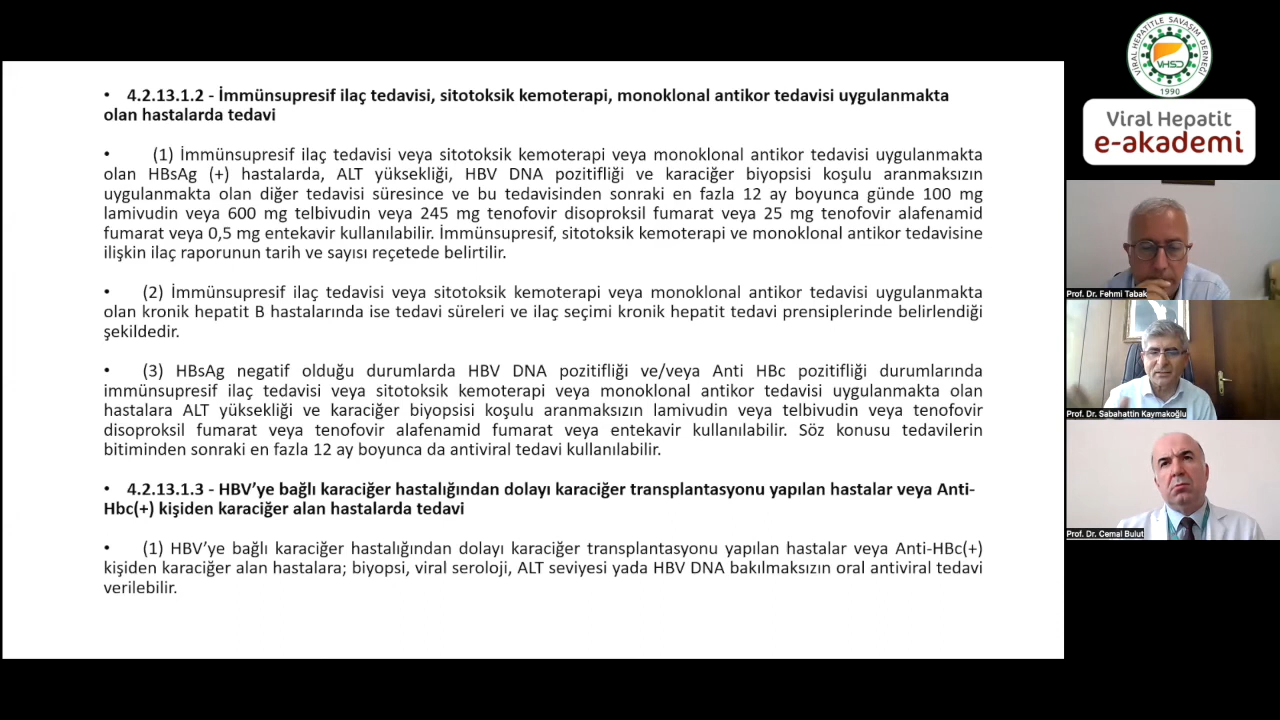 • 4.2.13.1.2 - İmmünsupresif ilaç tedavisi, sitotoksik kemoterapi, monoklonal antikor tedavisi uygulanmakta
olan hastalarda tedavi
• (1) İmmünsupresif ilaç tedavisi veya sitotoksik kemoterapi veya monoklonal antikor tedavisi uygulanmakta
olan HBsAg (+) hastalarda, ALT yüksekliği, HBV DNA pozitifliği ve karaciğer biyopsisi koşulu aranmaksızın
uygulanmakta olan diğer tedavisi süresince ve bu tedavisinden sonraki en fazla 12 ay boyunca günde 100 mg
lamivudin veya 600 mg telbivudin veya 245 mg tenofovir disoproksil fumarat veya 25 mg tenofovir alafenamid
fumarat veya 0,5 mg entekavir kullanılabilir. İmmünsupresif, sitotoksik kemoterapi ve monoklonal antikor tedavisine
ilişkin ilaç raporunun tarih ve sayısı reçetede belirtilir.
• (2) İmmünsupresif ilaç tedavisi veya sitotoksik kemoterapi veya monoklonal antikor tedavisi uygulanmakta
olan kronik hepatit B hastalarında ise tedavi süreleri ve ilaç seçimi kronik hepatit tedavi prensiplerinde belirlendiği
şekildedir.
• (3) HBsAg negatif olduğu durumlarda HBV DNA pozitifliği ve/veya Anti HBc pozitifliği durumlarında
immünsupresif ilaç tedavisi veya sitotoksik kemoterapi veya monoklonal antikor tedavisi uygulanmakta olan
hastalara ALT yüksekliği ve karaciğer biyopsisi koşulu aranmaksızın lamivudin veya telbivudin veya tenofovir
disoproksil fumarat veya tenofovir alafenamid fumarat veya entekavir kullanılabilir. Söz konusu tedavilerin
bitiminden sonraki en fazla 12 ay boyunca da antiviral tedavi kullanılabilir.
• 4.2.13.1.3 - HBV’ye bağlı karaciğer hastalığından dolayı karaciğer transplantasyonu yapılan hastalar veya Anti-
Hbc(+) kişiden karaciğer alan hastalarda tedavi
• (1) HBV’ye bağlı karaciğer hastalığından dolayı karaciğer transplantasyonu yapılan hastalar veya Anti-HBc(+)
kişiden karaciğer alan hastalara; biyopsi, viral seroloji, ALT seviyesi yada HBV DNA bakılmaksızın oral antiviral tedavi
verilebilir.
VİRAL HEPATİTLE SAVAŞIM DERNEĞİ
VHSD
1990
Viral Hepatit
e-akademi
Prof. Dr. Fehmi Tabak
Prof. Dr. Sabahattin Kaymakoğlu
Prof. Dr. Cemal Bulut